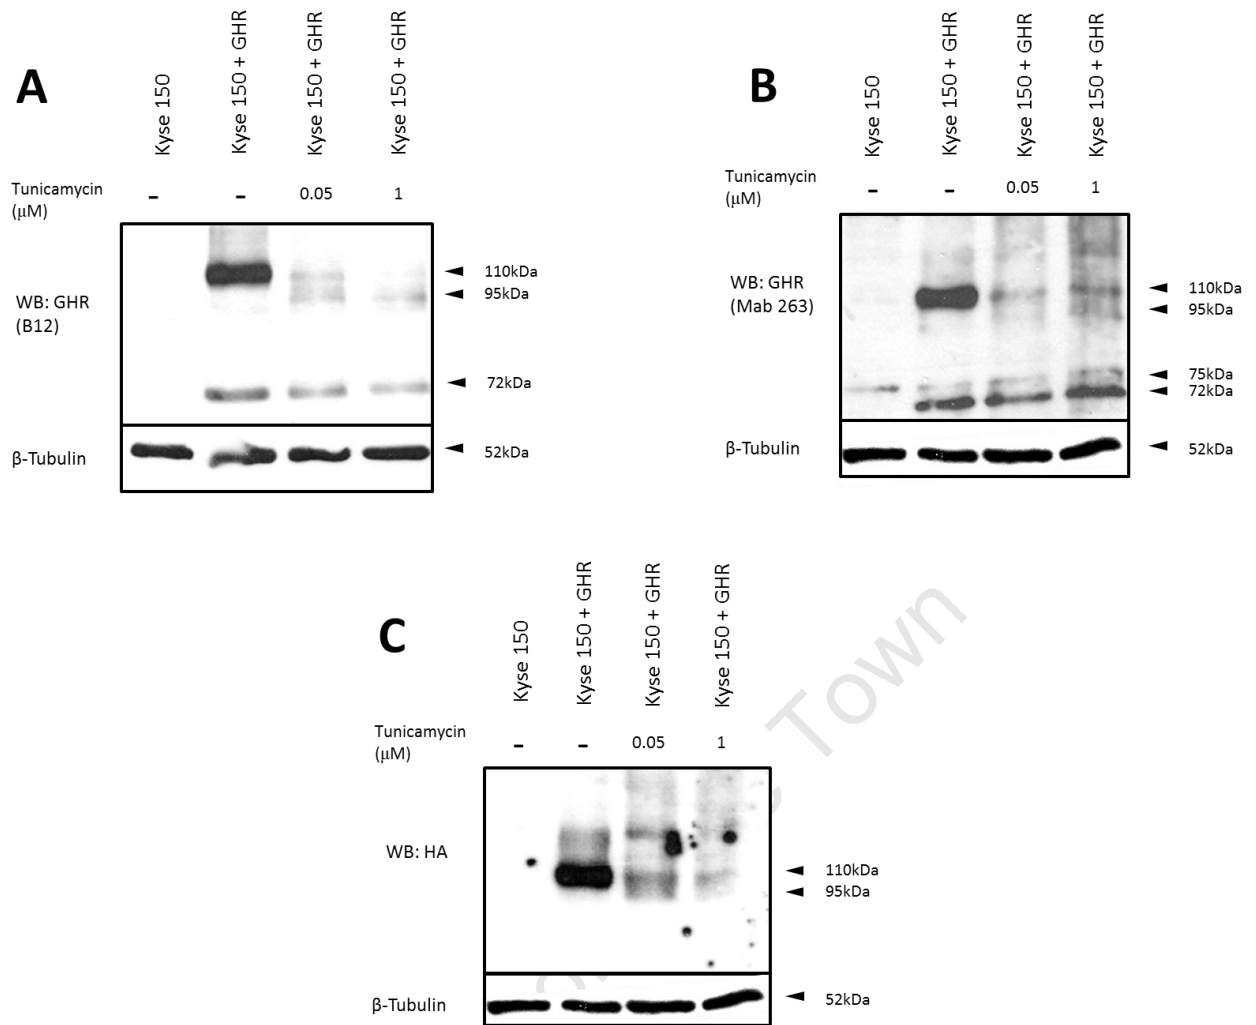 A
Kyse 150
Kyse 150 + GHR
Kyse 150 + GHR
Kyse 150 + GHR
Tunicamycin
(µM)
- - 0.05 1
WB: GHR
(B12)
110kDa
95kDa
72kDa
β-Tubulin
52kDa
B
Kyse 150
Kyse 150 + GHR
Kyse 150 + GHR
Kyse 150 + GHR
Tunicamycin
(µM)
- - 0.05 1
WB: GHR
(Mab 263)
110kDa
95kDa
75kDa
72kDa
β-Tubulin
52kDa
C
Kyse 150
Kyse 150 + GHR
Kyse 150 + GHR
Kyse 150 + GHR
Tunicamycin
(µM)
- - 0.05 1
WB: HA
110kDa
95kDa
β-Tubulin
52kDa
Town